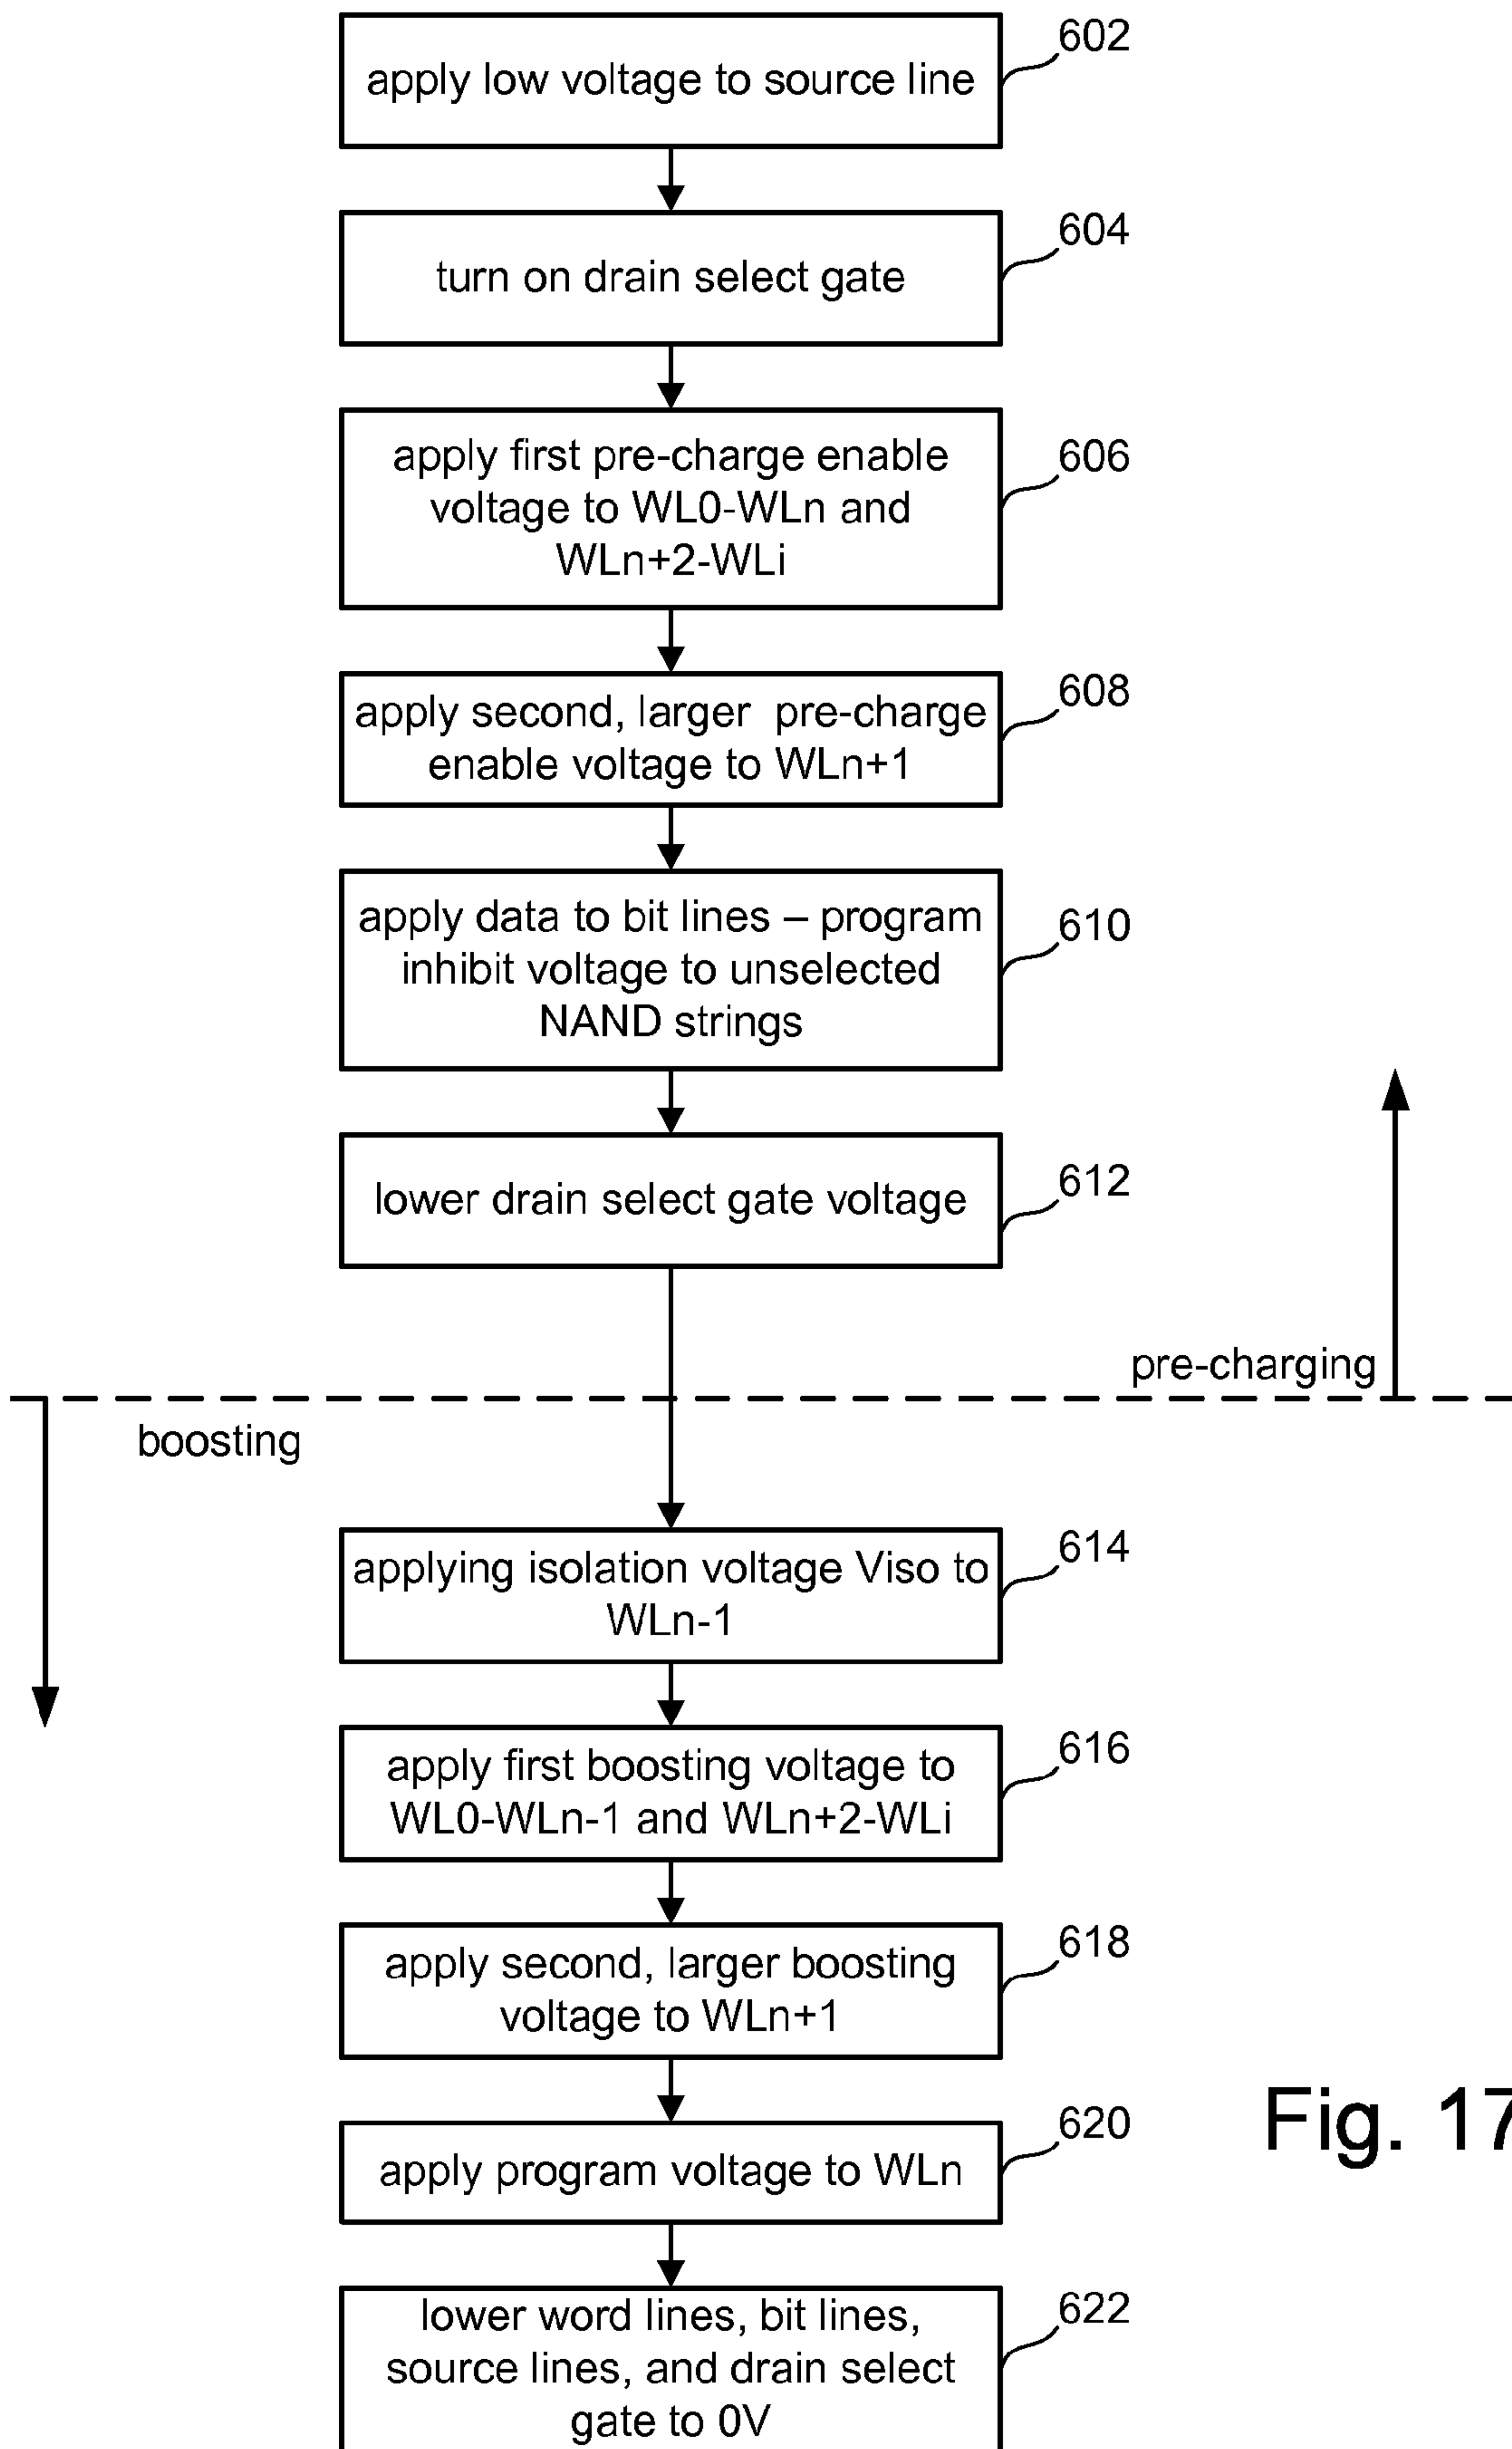 apply low voltage to source line
602
turn on drain select gate
604
apply first pre-charge enable
voltage to WL0-WLn and
WLn+2-WLi
606
apply second, larger pre-charge
enable voltage to WLn+1
608
apply data to bit lines – program
inhibit voltage to unselected
NAND strings
610
lower drain select gate voltage
612
pre-charging
boosting
applying isolation voltage Viso to
WLn-1
614
apply first boosting voltage to
WL0-WLn-1 and WLn+2-WLi
616
apply second, larger boosting
voltage to WLn+1
618
apply program voltage to WLn
620
Fig. 17
lower word lines, bit lines,
source lines, and drain select
gate to 0V
622